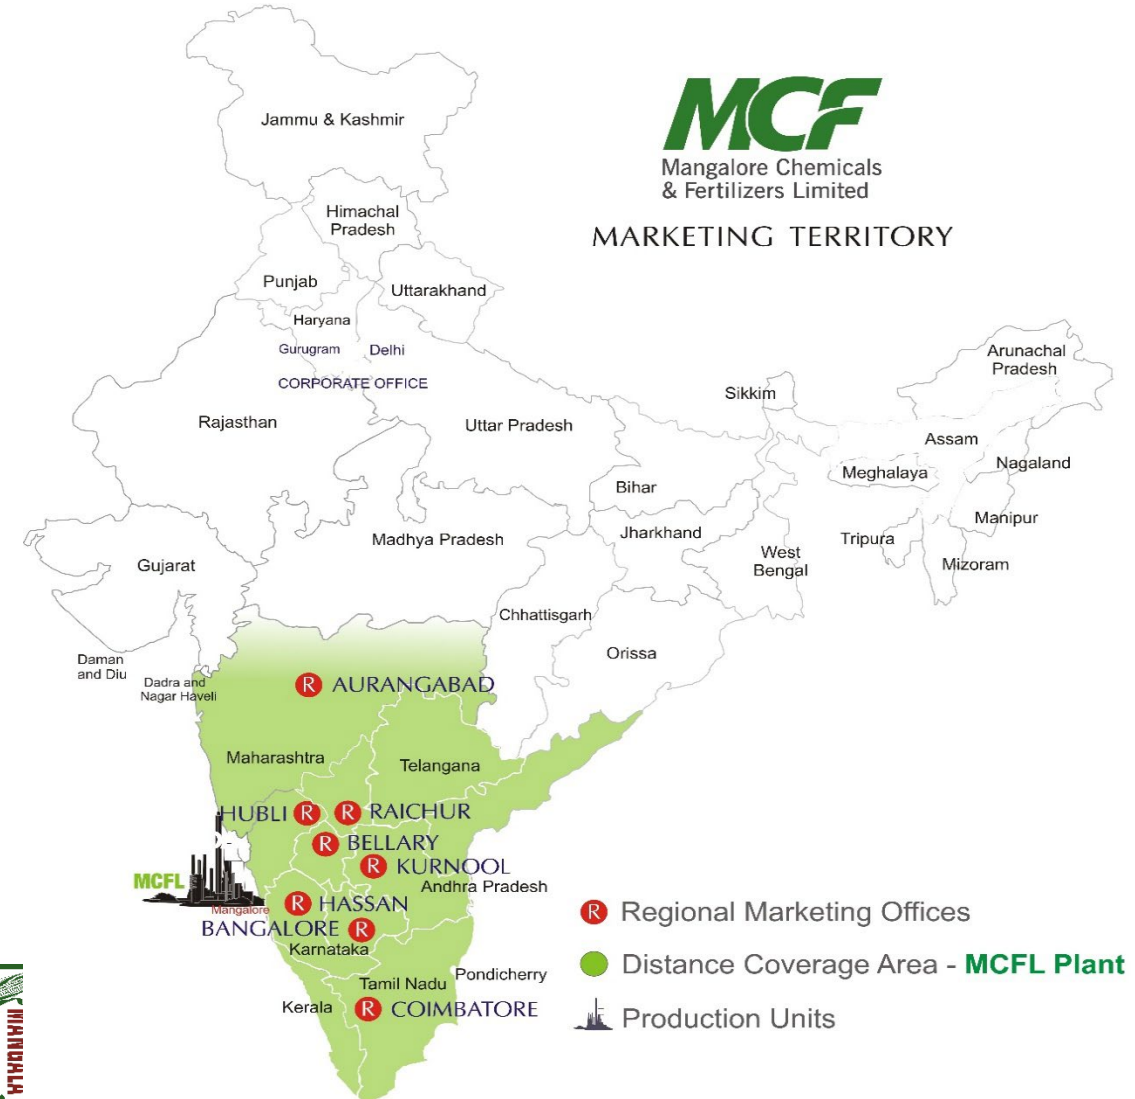 MCF
Mangalore Chemicals
& Fertilizers Limited
MARKETING TERRITORY
Jammu & Kashmir
Himachal
Pradesh
Punjab
Uttarakhand
Haryana
Gurugram
Delhi
CORPORATE OFFICE
Rajasthan
Uttar Pradesh
Sikkim
Arunachal
Pradesh
Assam
Nagaland
Meghalaya
Bihar
Manipur
Jharkhand
Tripura
Madhya Pradesh
West
Bengal
Mizoram
Gujarat
Chhattisgarh
Orissa
Daman
and Diu
Dadra and
Nagar Haveli
R AURANGABAD
Maharashtra
Telangana
HUBLI R
R RAICHUR
R BELLARY
R KURNOOL
Andhra Pradesh
MCFL
Mangalore
R HASSAN
BANGALORE R
Karnataka
Pondicherry
Tamil Nadu
Kerala
R COIMBATORE
R Regional Marketing Offices
Distance Coverage Area - MCFL Plant
Production Units
MANGALA